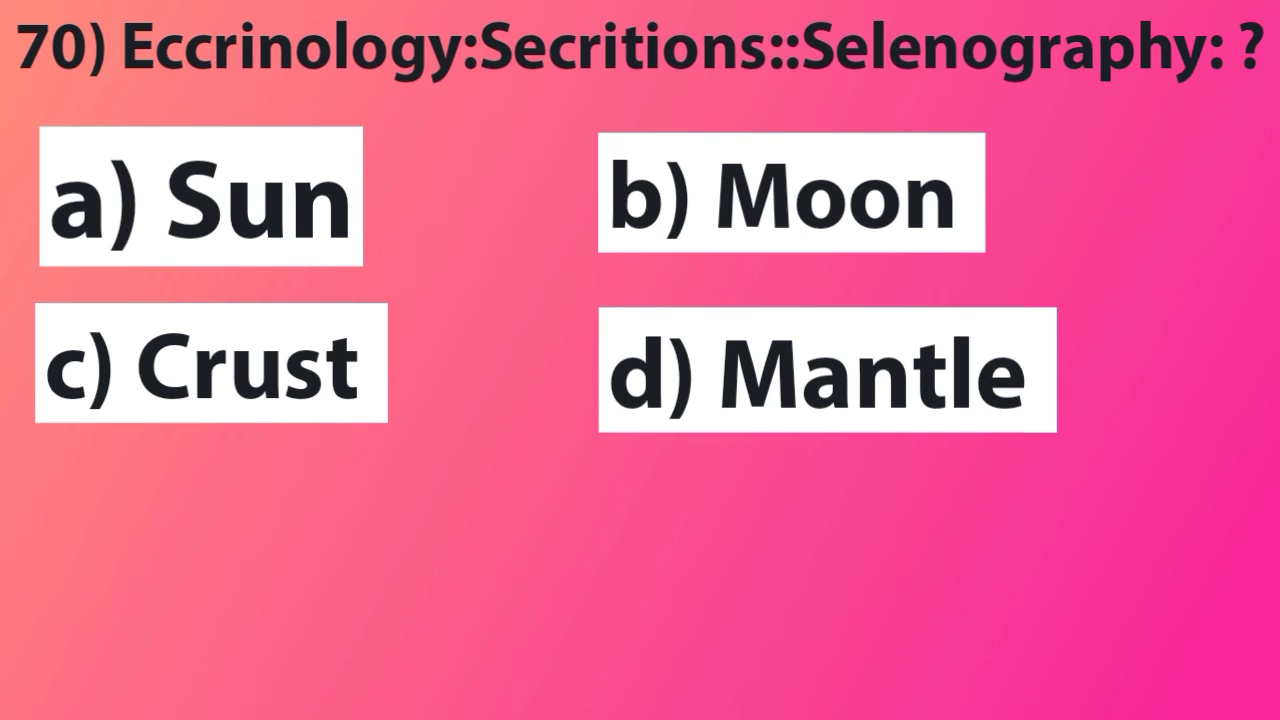 70) Eccrinology:Secritions::Selenography: ?
a) Sun
b) Moon
c) Crust
d) Mantle